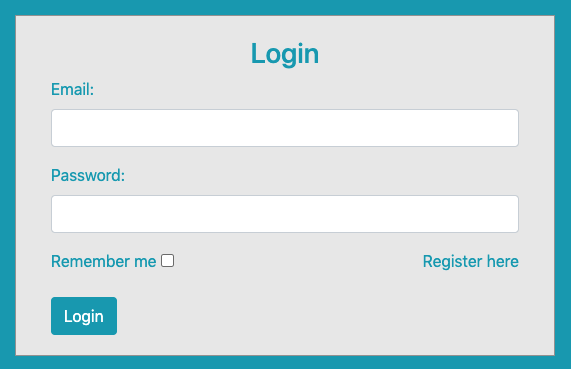 Login
Email:
Password:
Remember me Register here
Login